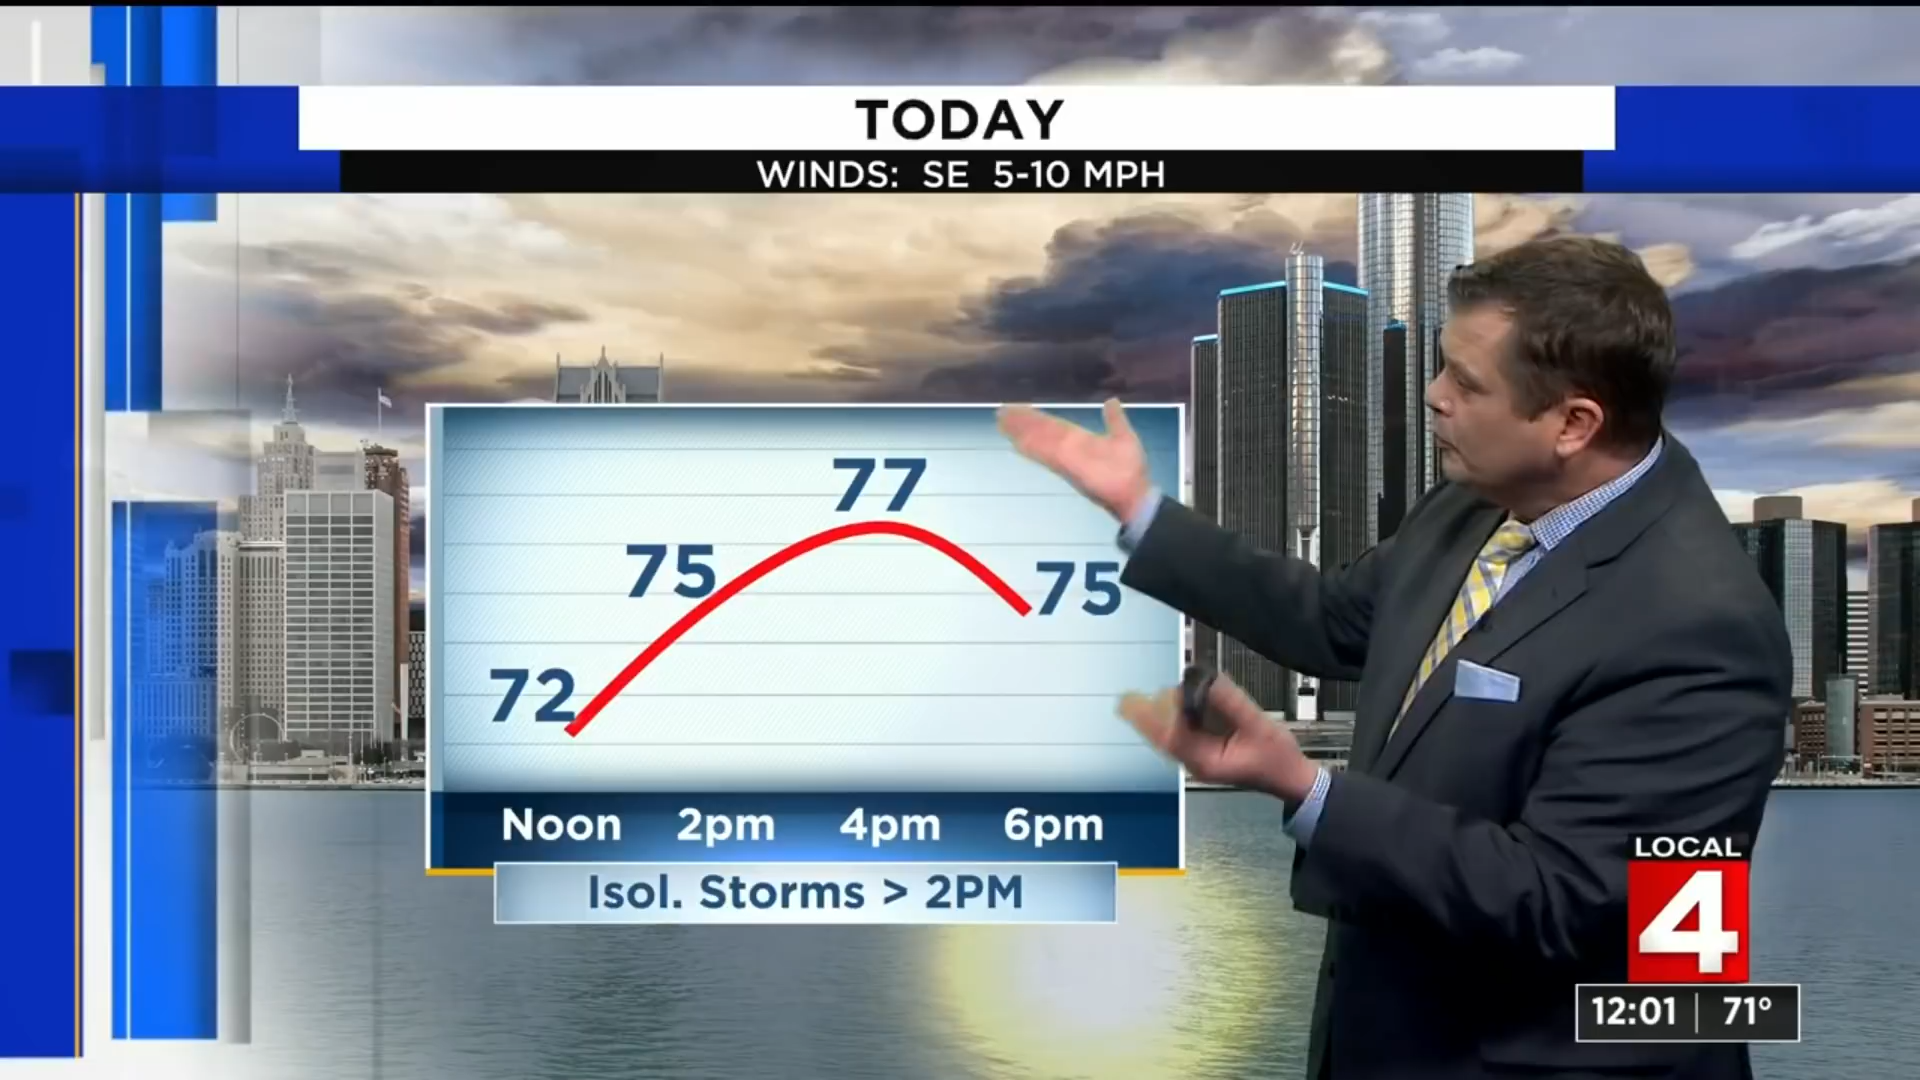 TODAY
WINDS: SE 5-10 MPH
77
75
75
72
Noon 2pm 4pm 6pm
Isol. Storms > 2PM
LOCAL
4
12:01 71°